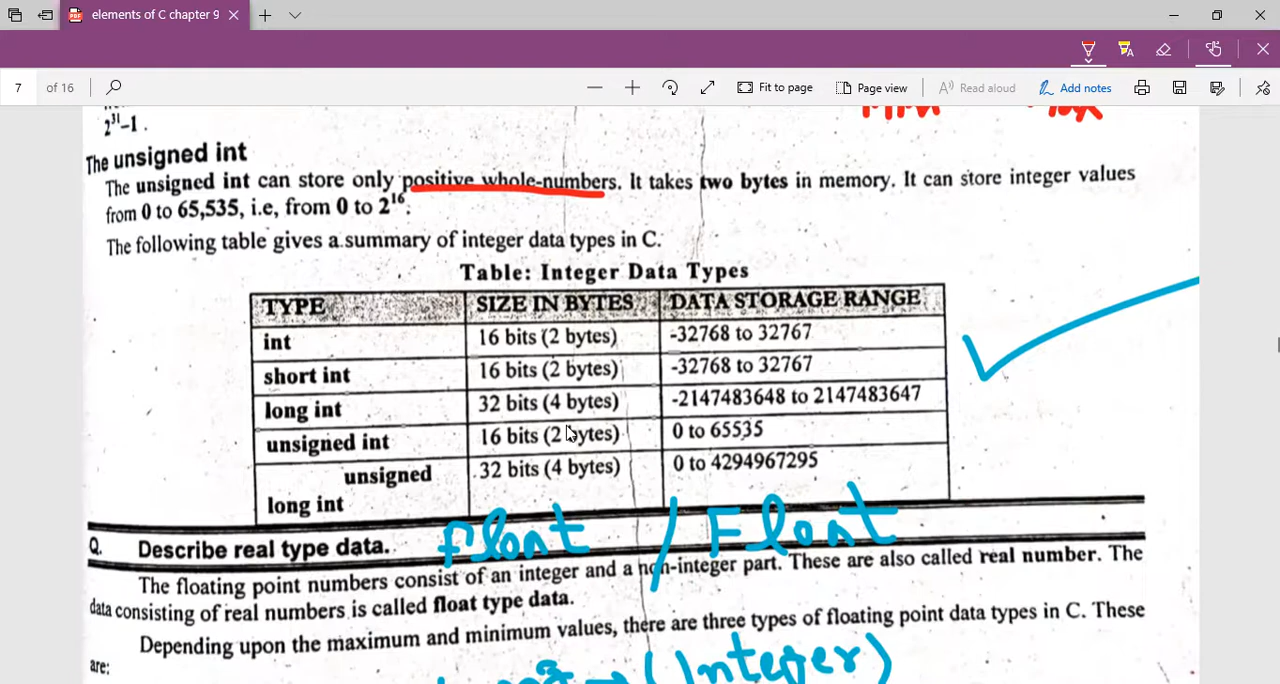 elements of C chapter 9
7 of 16
Fit to page
Page view
Read aloud
Add notes
2³¹–1 .
The unsigned int
The unsigned int can store only positive whole-numbers. It takes two bytes in memory. It can store integer values
from 0 to 65,535, i.e, from 0 to 2¹⁶.
The following table gives a summary of integer data types in C.
Table: Integer Data Types
TYPE SIZE IN BYTES DATA STORAGE RANGE
int 16 bits (2 bytes) -32768 to 32767
short int 16 bits (2 bytes) -32768 to 32767
long int 32 bits (4 bytes) -2147483648 to 2147483647
unsigned int 16 bits (2 bytes) 0 to 65535
unsigned 32 bits (4 bytes) 0 to 4294967295
long int
Float / Float
Q. Describe real type data.
The floating point numbers consist of an integer and a non-integer part. These are also called real number. The
data consisting of real numbers is called float type data.
Depending upon the maximum and minimum values, there are three types of floating point data types in C. These
are:
(Integer)